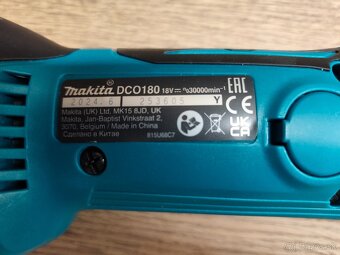 makita DCO180 18V⎓ n₀30000min⁻¹
2024.6 253605 Y
Makita (UK) Ltd, MK15 8JD, UK
Makita, Jan-Baptist Vinkstraat 2,
3070, Belgium / Made in China
Сделано в Китае 815U68C7
EAC
CE
UK
CA